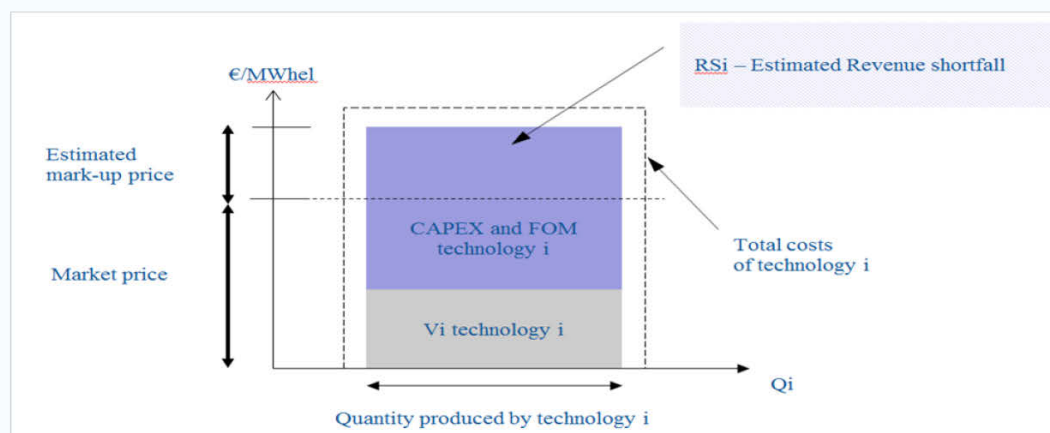 €/MWhel
RSi – Estimated Revenue shortfall
Estimated
mark-up price
CAPEX and FOM
technology i
Total costs
of technology i
Market price
Vi technology i
Qi
Quantity produced by technology i